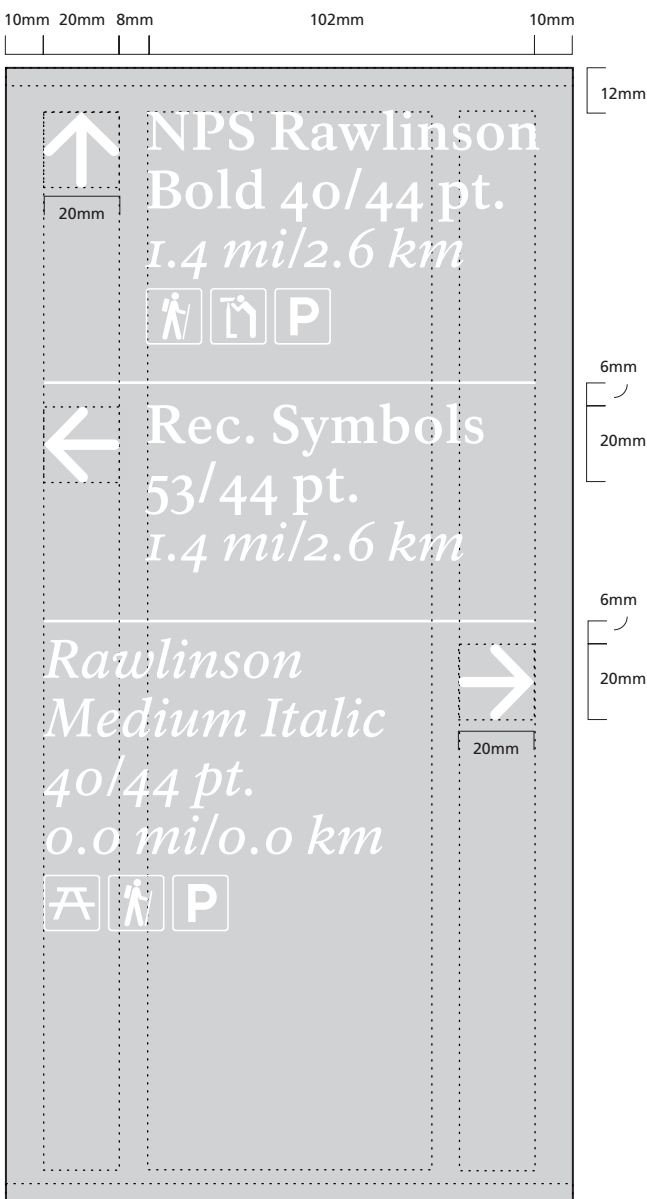 10mm 20mm 8mm 102mm 10mm
12mm
NPS Rawlinson
Bold 40/44 pt.
20mm
1.4 mi/2.6 km
P
6mm
Rec. Symbols
20mm
53/44 pt.
1.4 mi/2.6 km
6mm
Rawlinson
20mm
Medium Italic
20mm
40/44 pt.
0.0 mi/0.0 km
P